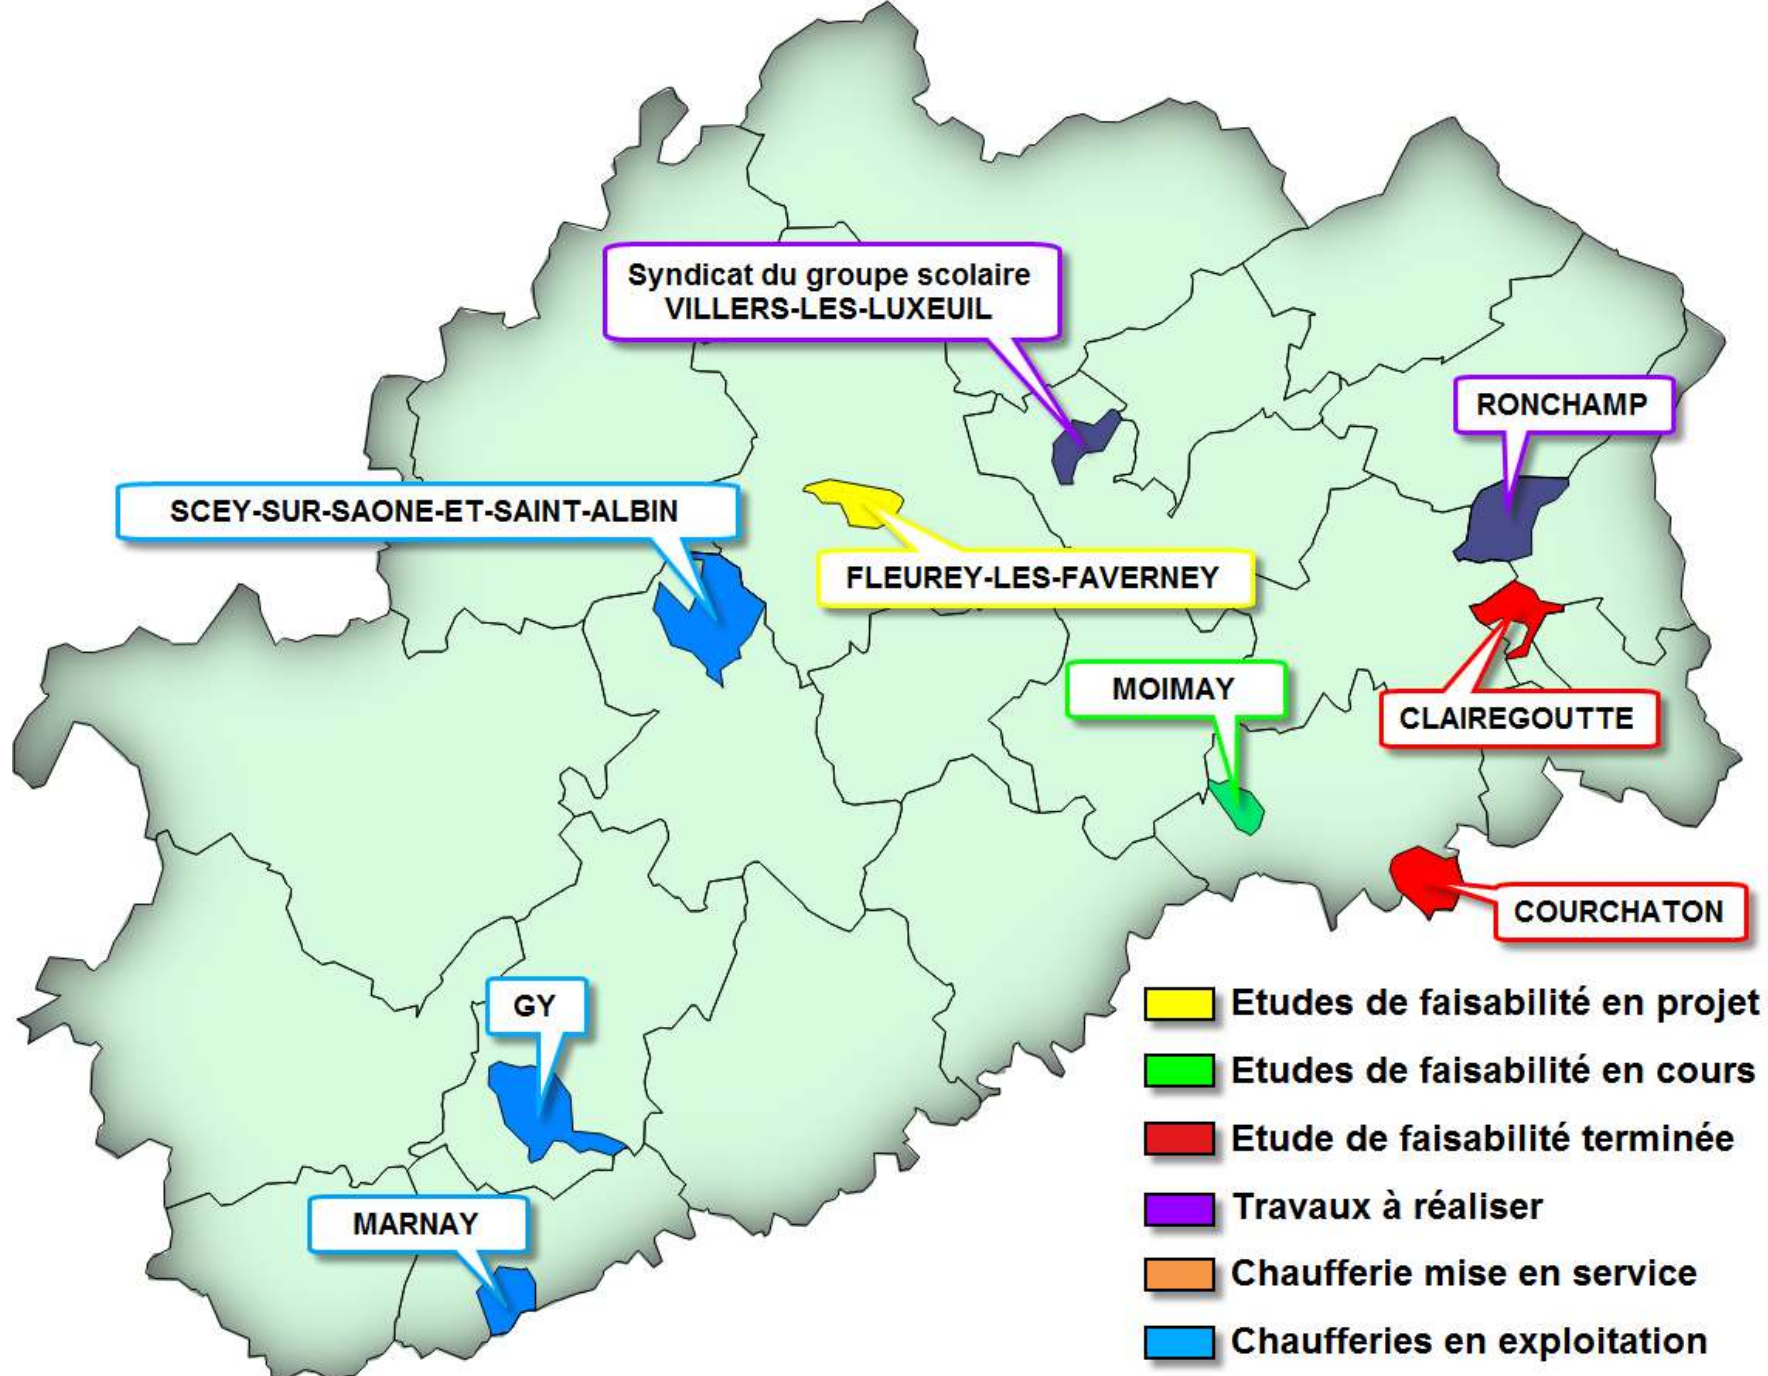 Syndicat du groupe scolaire
VILLERS-LES-LUXEUIL
RONCHAMP
SCEY-SUR-SAONE-ET-SAINT-ALBIN
FLEUREY-LES-FAVERNEY
MOIMAY
CLAIREGOUTTE
COURCHATON
GY
MARNAY
Etudes de faisabilité en projet
Etudes de faisabilité en cours
Etude de faisabilité terminée
Travaux à réaliser
Chaufferie mise en service
Chaufferies en exploitation